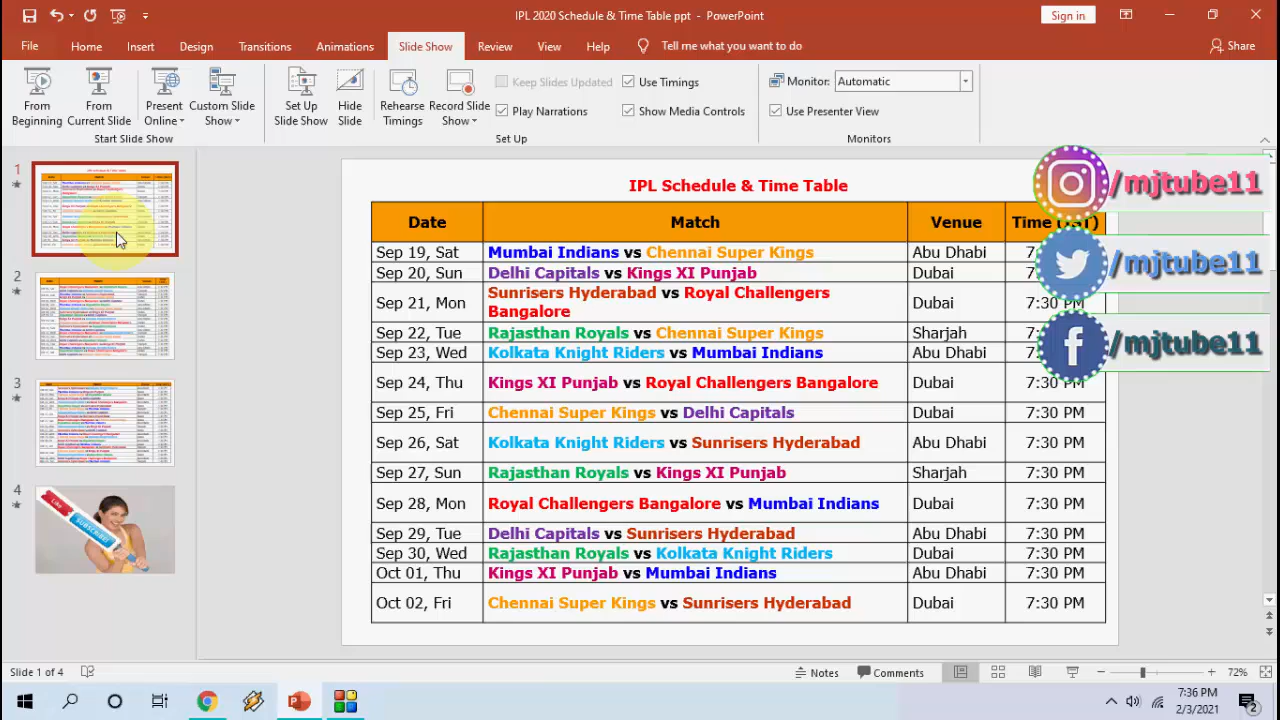 IPL 2020 Schedule & Time Table ppt - PowerPoint
Sign in
File Home Insert Design Transitions Animations Slide Show Review View Help Tell me what you want to do Share
From Beginning
From Current Slide
Present Online
Custom Slide Show
Set Up Slide Show
Hide Slide
Rehearse Timings
Record Slide Show
Keep Slides Updated
Use Timings
Play Narrations
Show Media Controls
Monitor: Automatic
Use Presenter View
Start Slide Show
Set Up
Monitors
1
2
3
4
Like
SUBSCRIBE
IPL Schedule & Time Table
Date Match Venue Time
Sep 19, Sat Mumbai Indians vs Chennai Super Kings Abu Dhabi
Sep 20, Sun Delhi Capitals vs Kings XI Punjab Dubai
Sep 21, Mon Sunrisers Hyderabad vs Royal Challengers Bangalore Dubai 7:30 PM
Sep 22, Tue Rajasthan Royals vs Chennai Super Kings Sharjah
Sep 23, Wed Kolkata Knight Riders vs Mumbai Indians Abu Dhabi
Sep 24, Thu Kings XI Punjab vs Royal Challengers Bangalore Dubai 7:30 PM
Sep 25, Fri Chennai Super Kings vs Delhi Capitals Dubai 7:30 PM
Sep 26, Sat Kolkata Knight Riders vs Sunrisers Hyderabad Abu Dhabi 7:30 PM
Sep 27, Sun Rajasthan Royals vs Kings XI Punjab Sharjah 7:30 PM
Sep 28, Mon Royal Challengers Bangalore vs Mumbai Indians Dubai 7:30 PM
Sep 29, Tue Delhi Capitals vs Sunrisers Hyderabad Abu Dhabi 7:30 PM
Sep 30, Wed Rajasthan Royals vs Kolkata Knight Riders Dubai 7:30 PM
Oct 01, Thu Kings XI Punjab vs Mumbai Indians Abu Dhabi 7:30 PM
Oct 02, Fri Chennai Super Kings vs Sunrisers Hyderabad Dubai 7:30 PM
/mjtube11
/mjtube11
/mjtube11
Slide 1 of 4
Notes Comments
72%
7:36 PM
2/3/2021
2